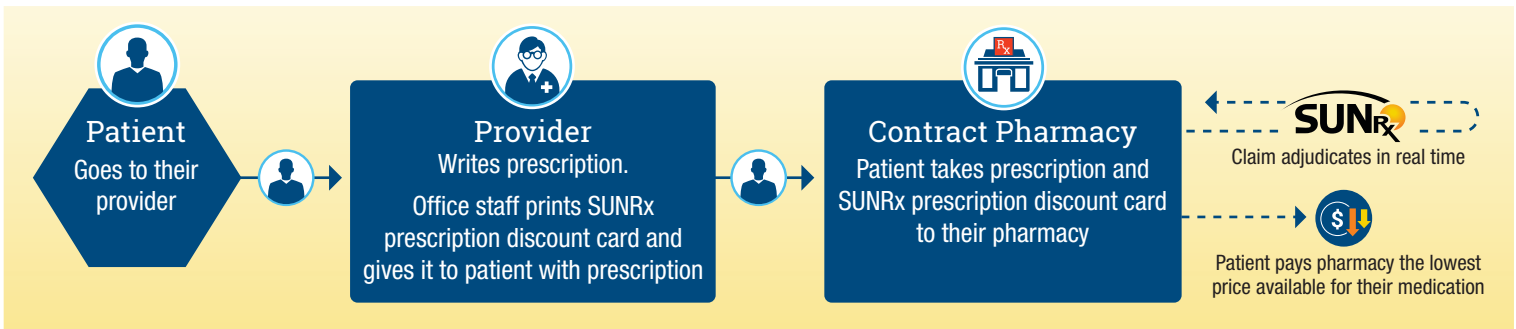 Patient
Goes to their
provider
Provider
Writes prescription.
Office staff prints SUNRx
prescription discount card and
gives it to patient with prescription
Rx
Contract Pharmacy
Patient takes prescription and
SUNRx prescription discount card
to their pharmacy
SUNRx
Claim adjudicates in real time
$
Patient pays pharmacy the lowest
price available for their medication